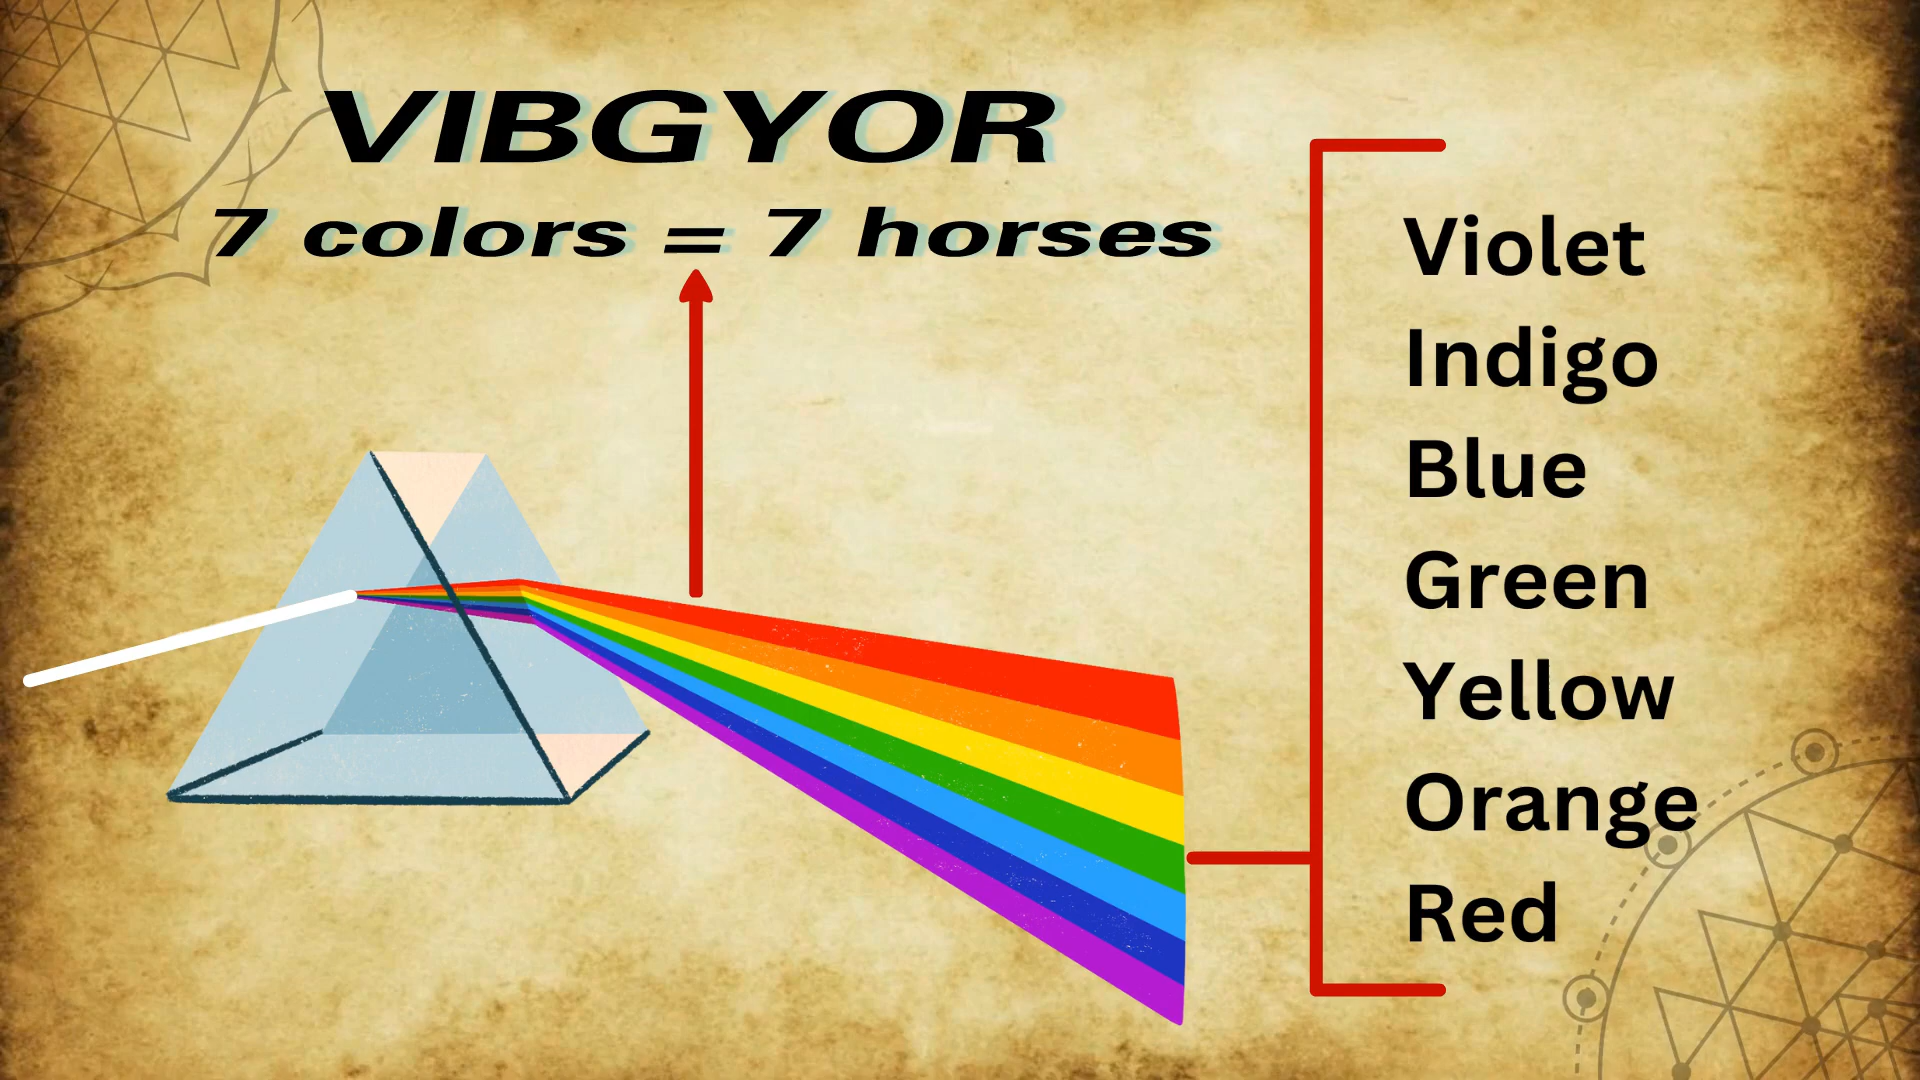 VIBGYOR
7 colors = 7 horses
Violet
Indigo
Blue
Green
Yellow
Orange
Red